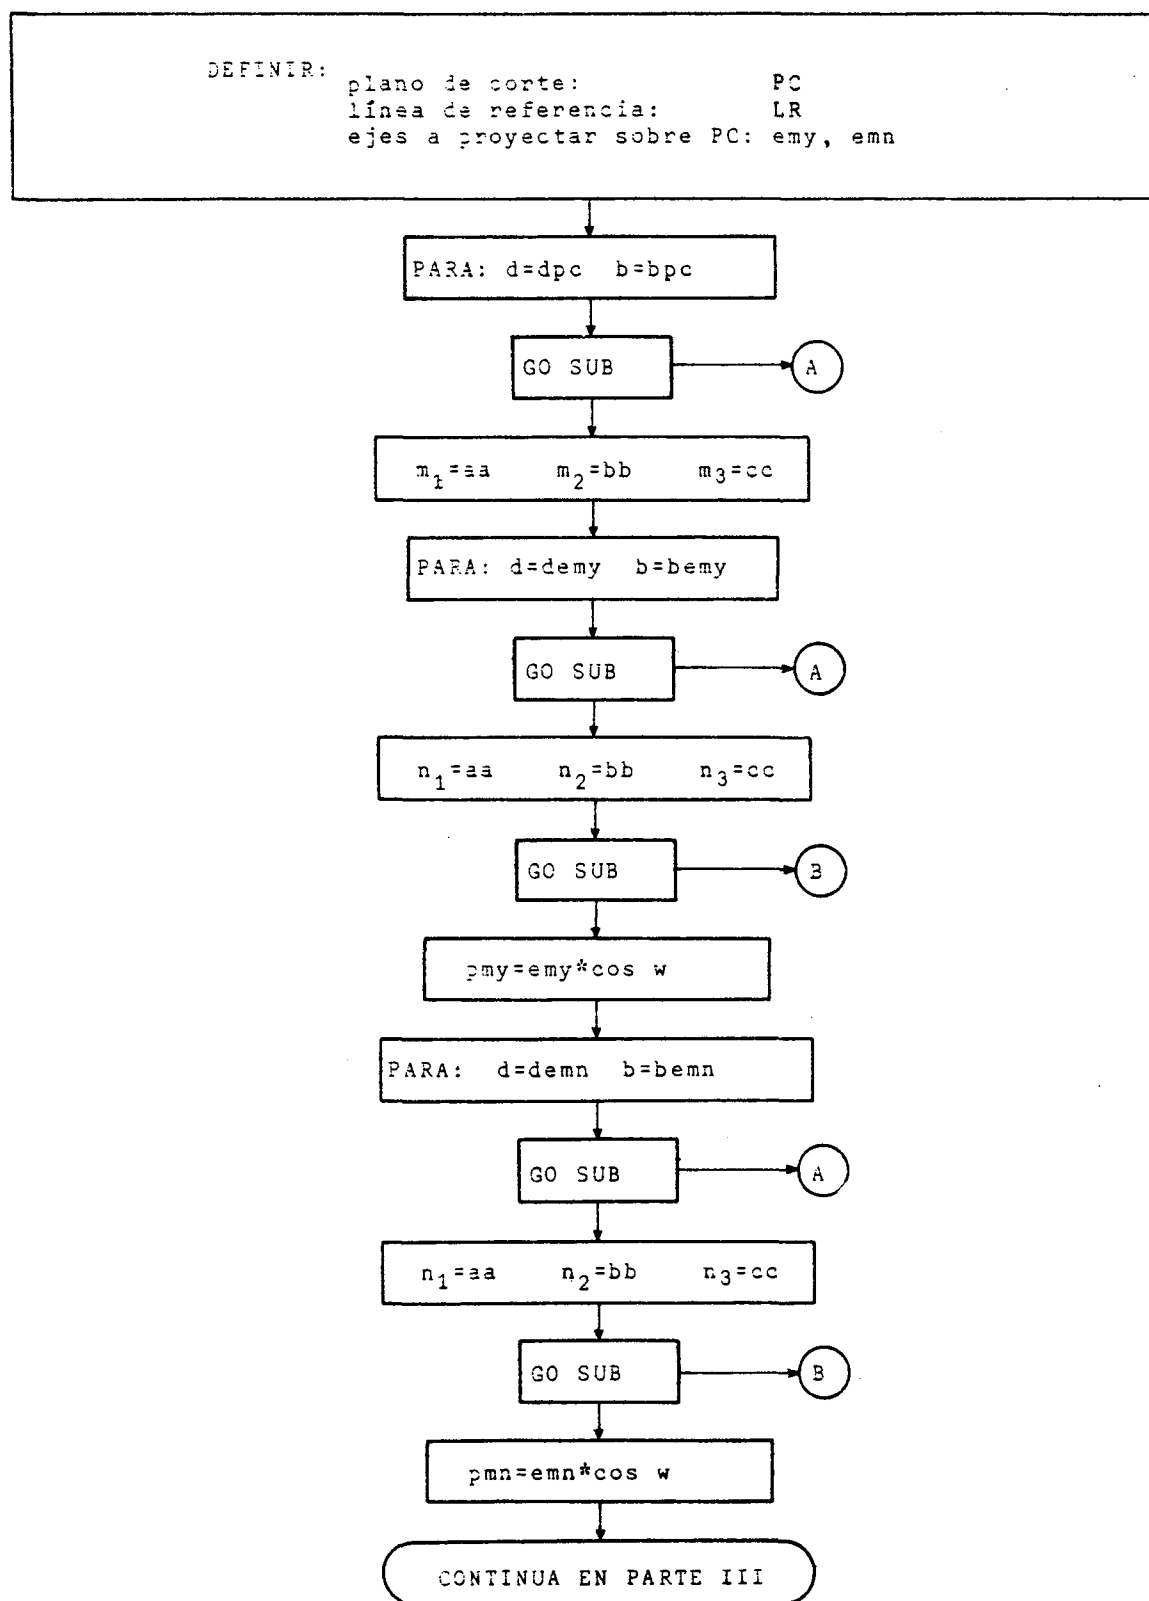 DEFINIR:
plano de corte: PC
línea de referencia: LR
ejes a proyectar sobre PC: emy, emn
PARA: d=dpc b=bpc
GO SUB
A
m1=aa m2=bb m3=cc
PARA: d=demy b=bemy
GO SUB
A
n1=aa n2=bb n3=cc
GO SUB
B
pmy=emy*cos w
PARA: d=demn b=bemn
GO SUB
A
n1=aa n2=bb n3=cc
GO SUB
B
pmn=emn*cos w
CONTINUA EN PARTE III